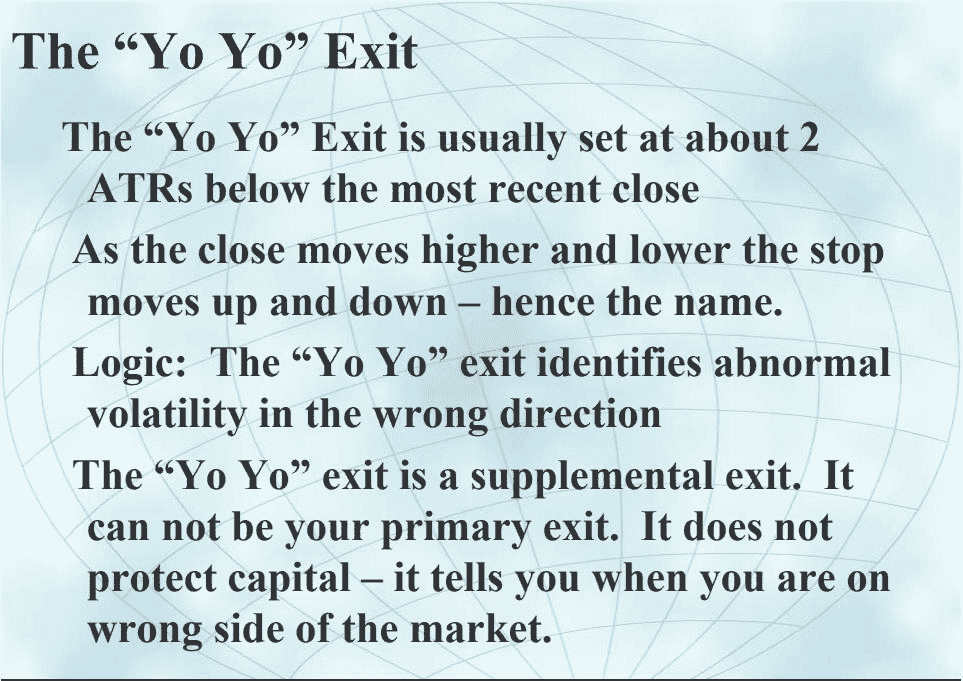 The “Yo Yo” Exit
The “Yo Yo” Exit is usually set at about 2
ATRs below the most recent close
As the close moves higher and lower the stop
moves up and down – hence the name.
Logic:  The “Yo Yo” exit identifies abnormal
volatility in the wrong direction
The “Yo Yo” exit is a supplemental exit.  It
can not be your primary exit.  It does not
protect capital – it tells you when you are on
wrong side of the market.